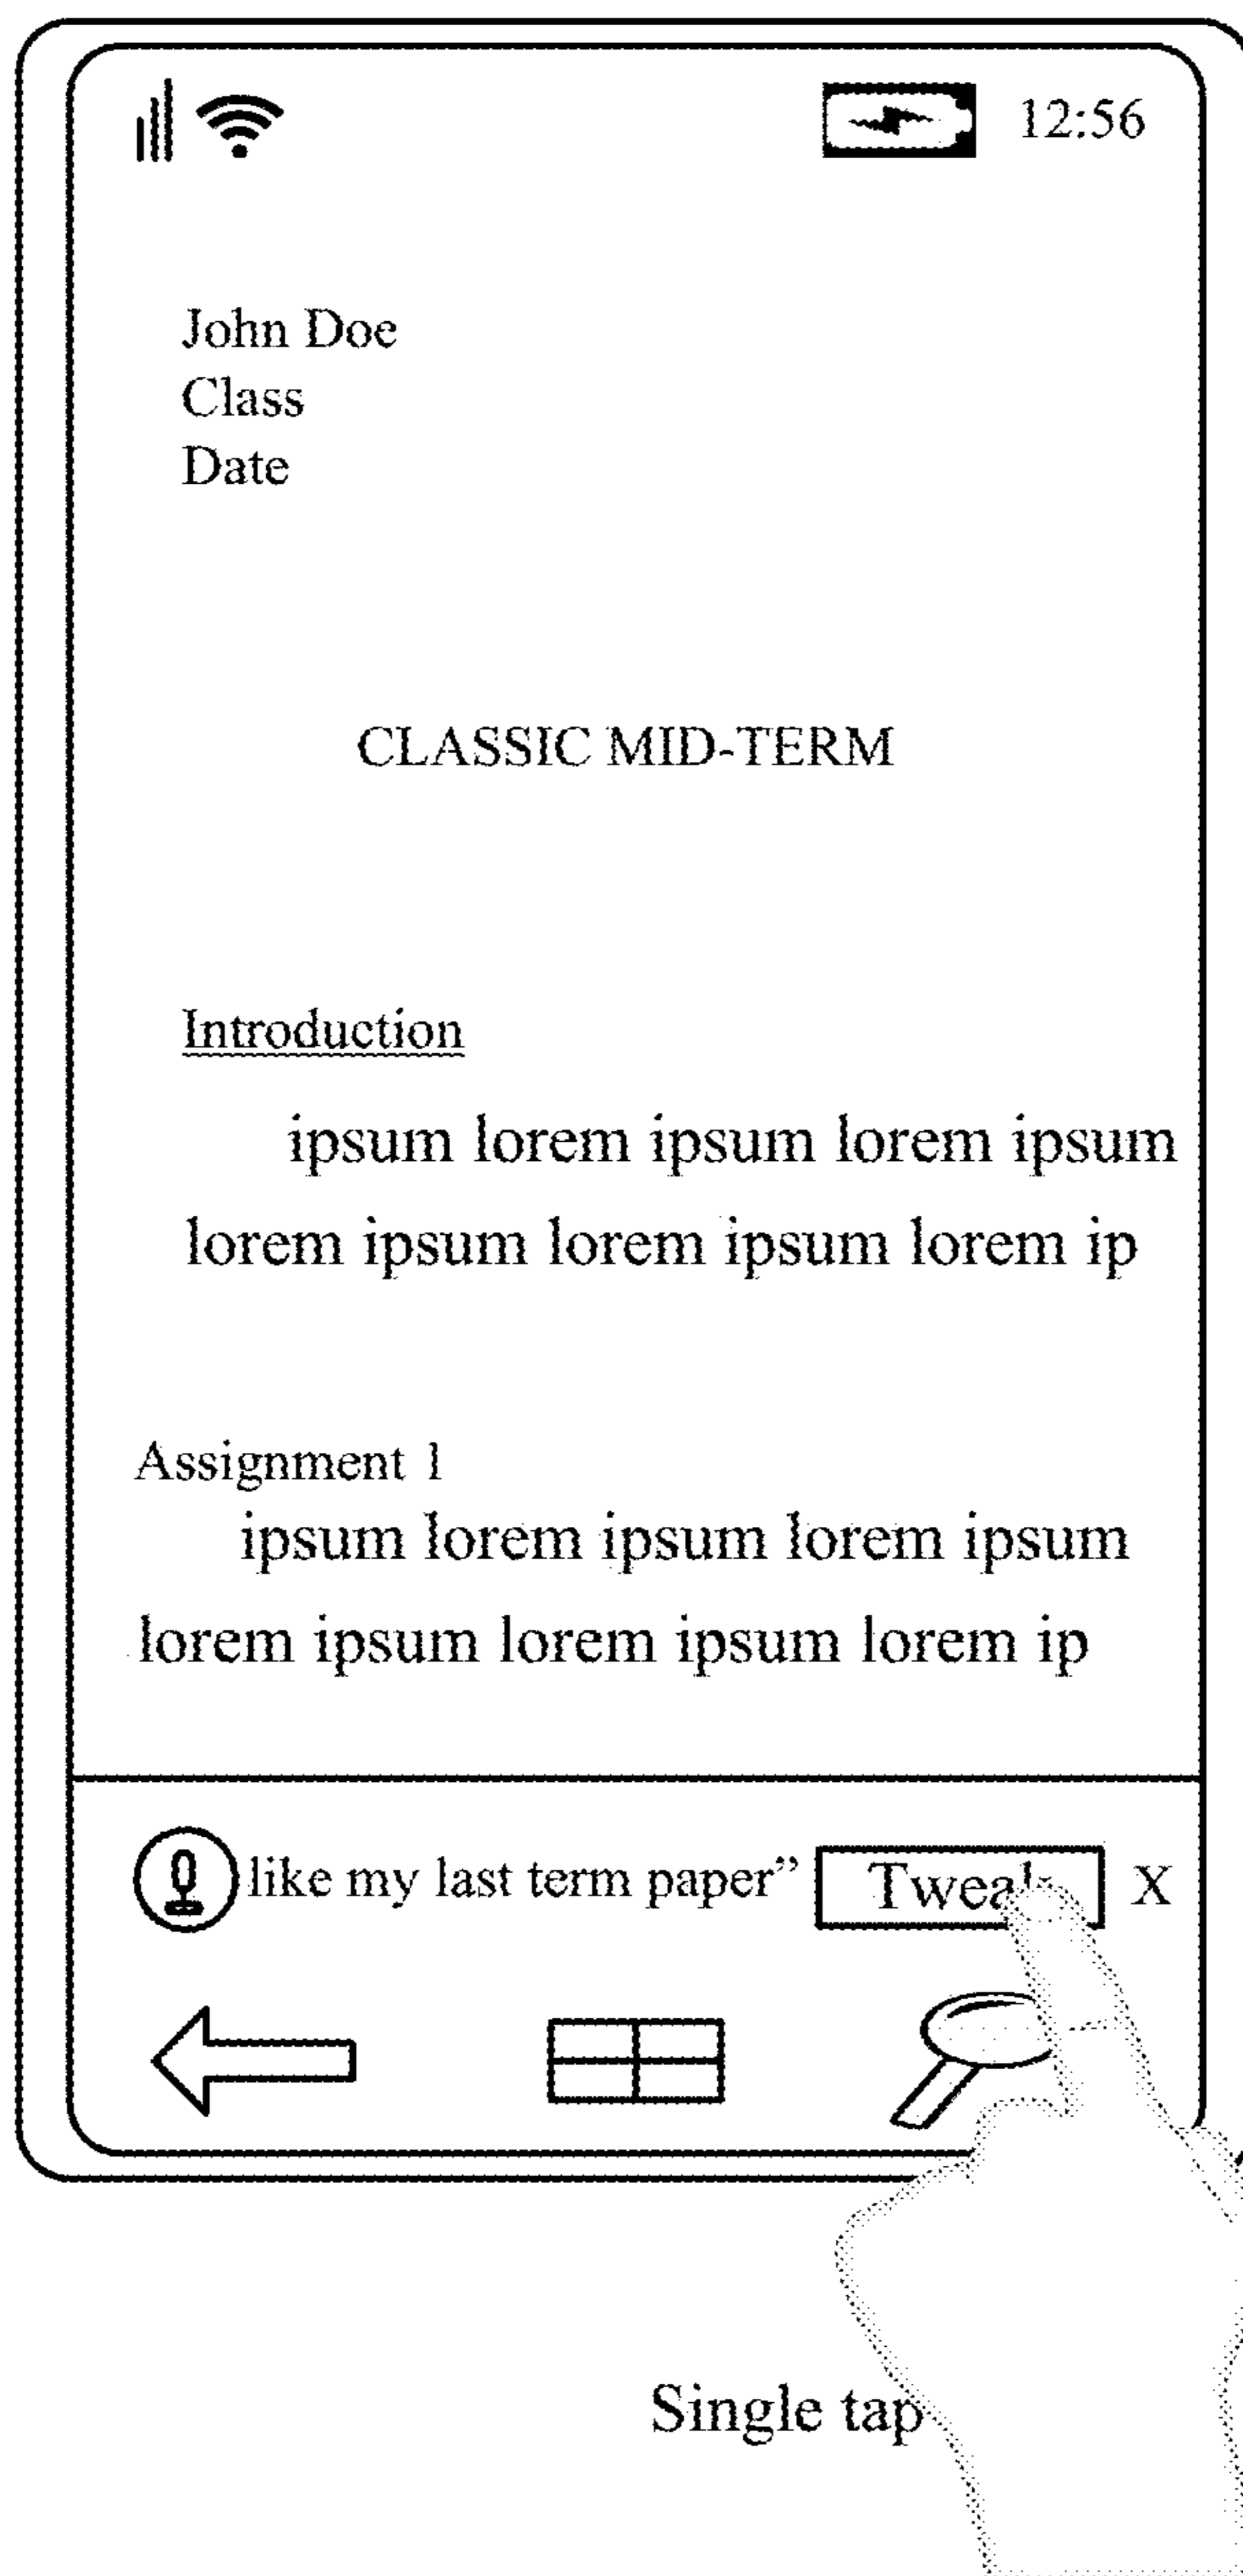 12:56
John Doe
Class
Date
CLASSIC MID-TERM
Introduction
ipsum lorem ipsum lorem ipsum
lorem ipsum lorem ipsum lorem ip
Assignment 1
ipsum lorem ipsum lorem ipsum
lorem ipsum lorem ipsum lorem ip
like my last term paper” Tweak X
Single tap